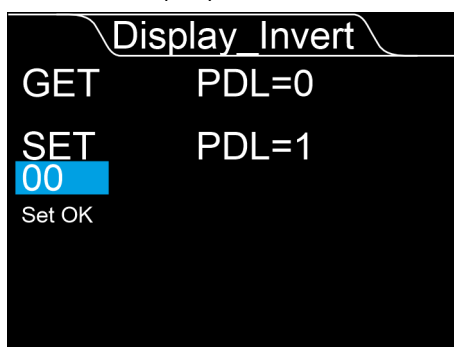 Display_Invert
GET PDL=0
SET PDL=1
00
Set OK